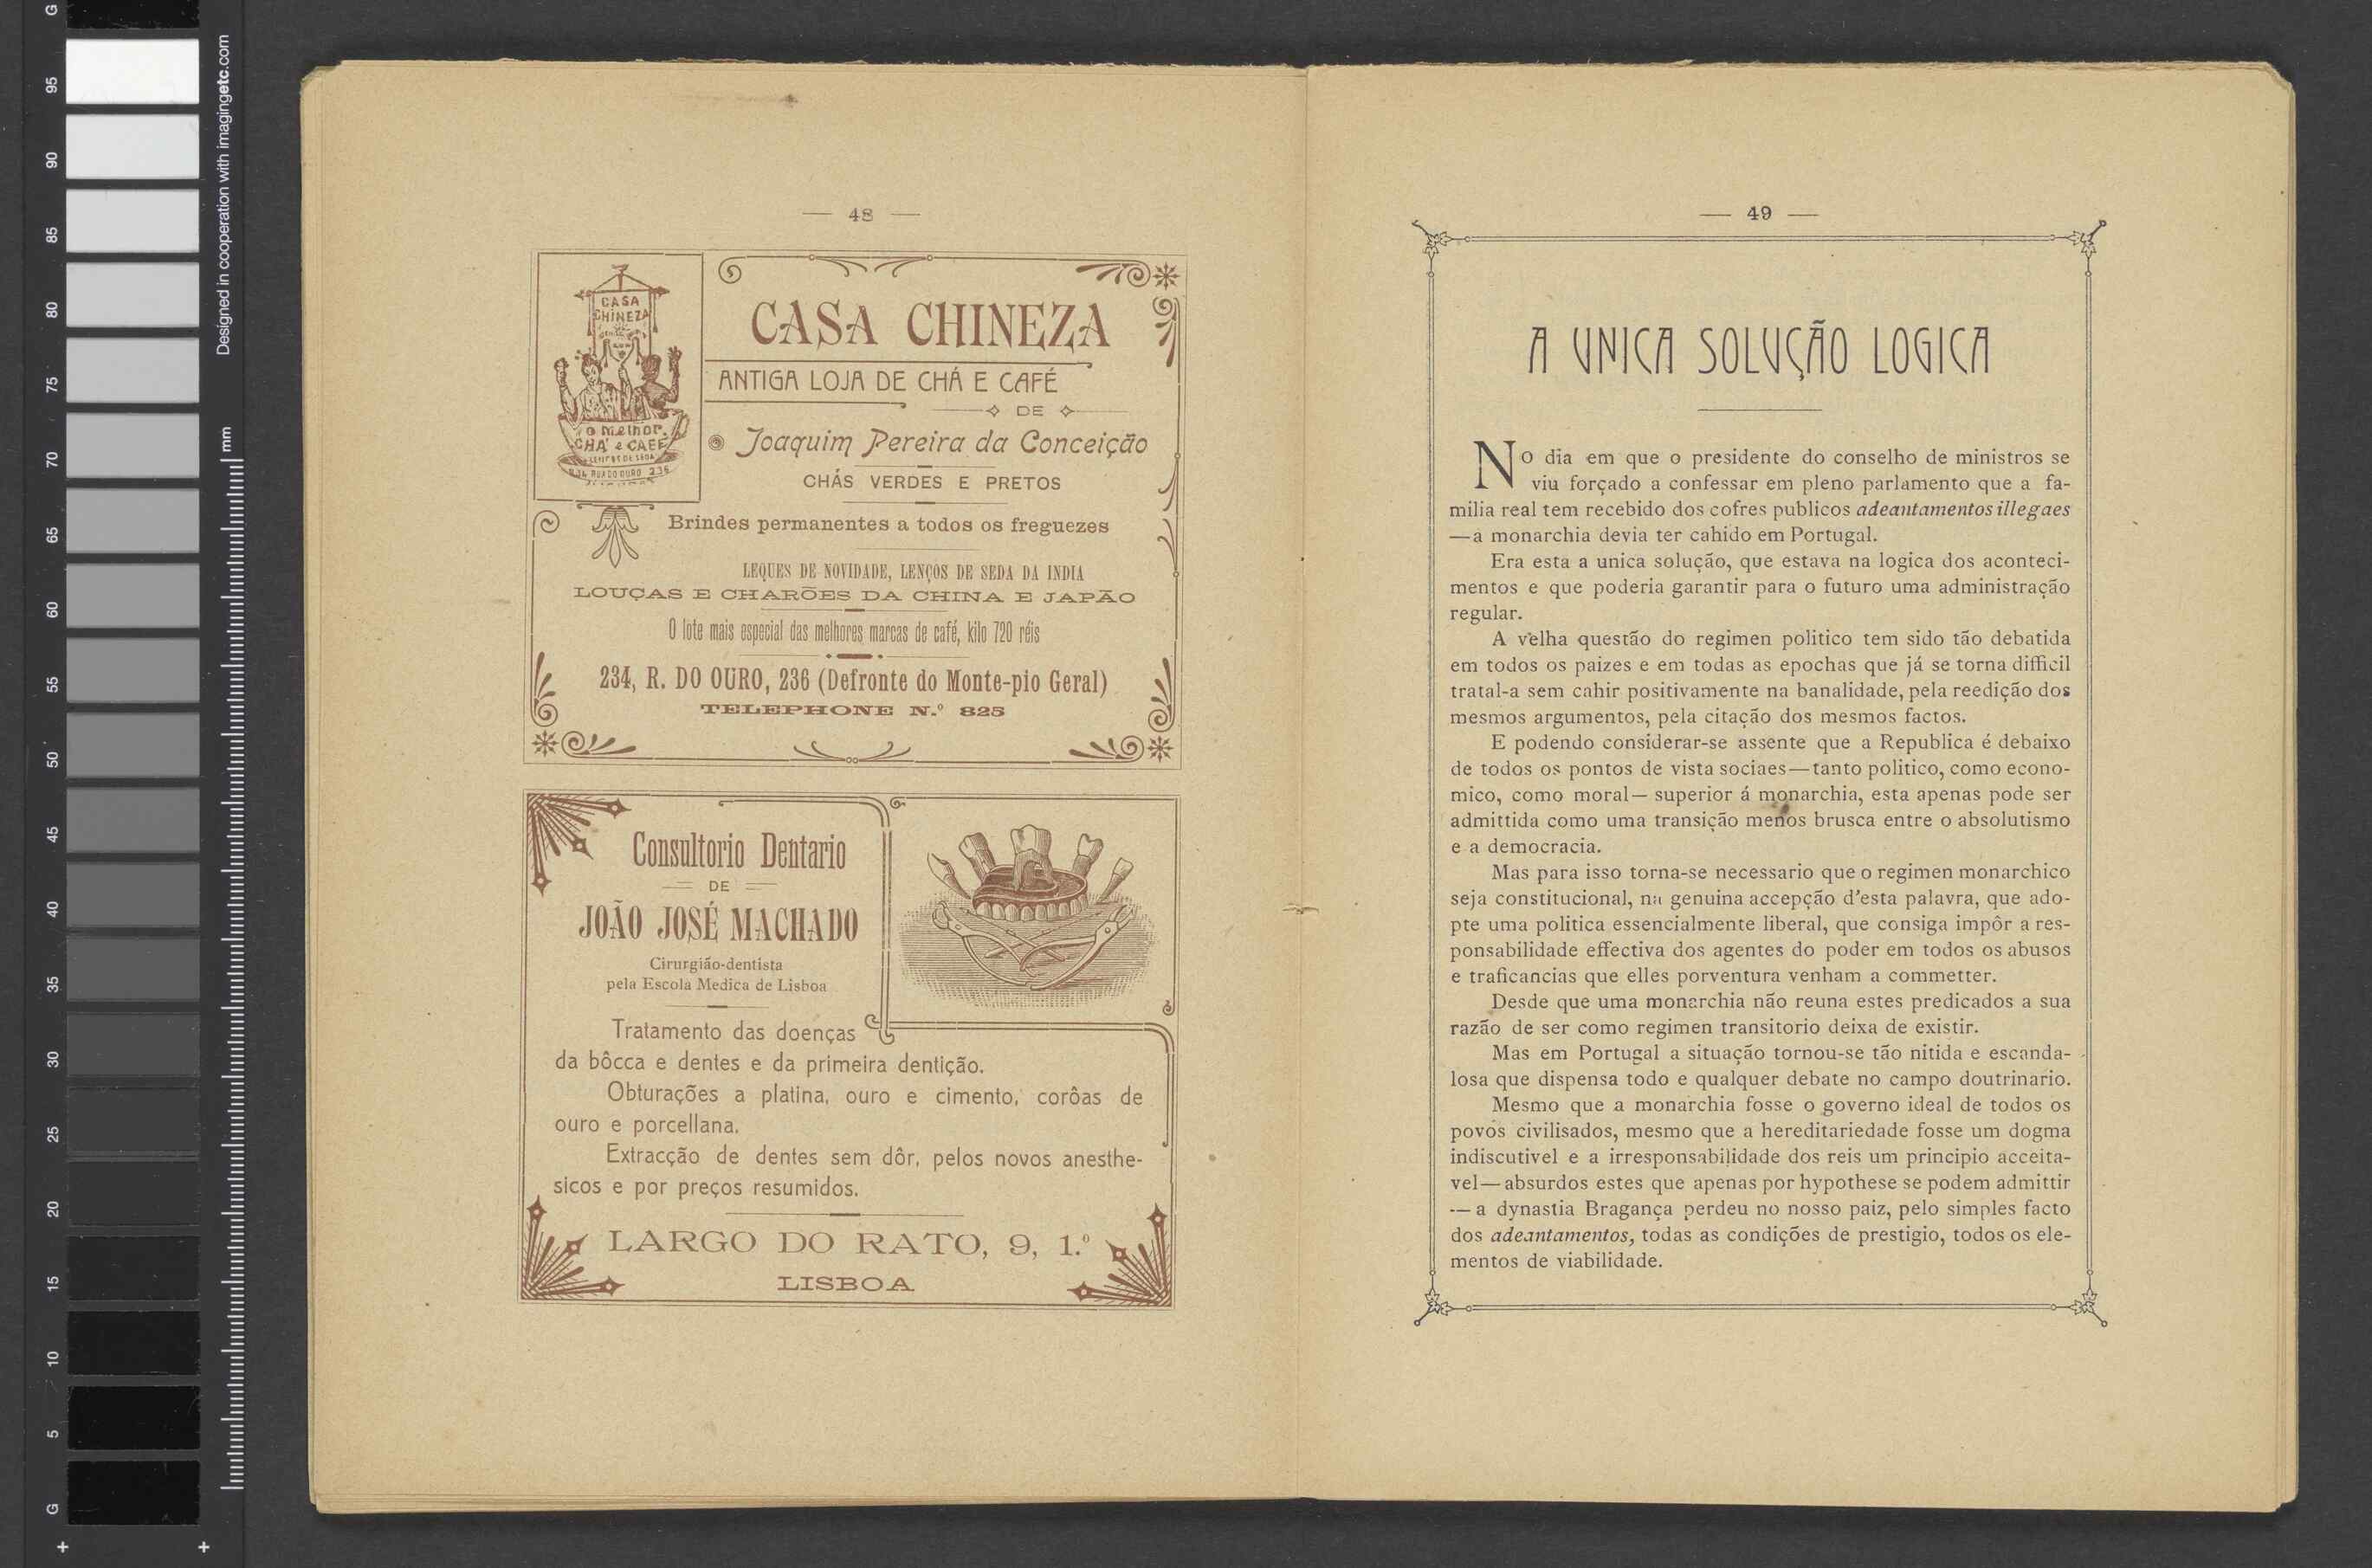 — 48 —
CASA
CHINEZA
O Melhor
CHÁ e CAFÉ
CASA CHINEZA
ANTIGA LOJA DE CHÁ E CAFÉ
DE
Joaquim Pereira da Conceição
CHÁS VERDES E PRETOS
Brindes permanentes a todos os freguezes
LEQUES DE NOVIDADE, LENÇOS DE SEDA DA INDIA
LOUÇAS E CHARÕES DA CHINA E JAPÃO
O lote mais especial das melhores marcas de café, kilo 720 réis
234, R. DO OURO, 236 (Defronte do Monte-pio Geral)
TELEPHONE N.º 825
Consultorio Dentario
DE
JOÃO JOSÉ MACHADO
Cirurgião-dentista
pela Escola Medica de Lisboa
Tratamento das doenças
da bôcca e dentes e da primeira dentição.
Obturações a platina, ouro e cimento, corôas de
ouro e porcellana.
Extracção de dentes sem dôr, pelos novos anesthe-
sicos e por preços resumidos.
LARGO DO RATO, 9, 1.º
LISBOA
— 49 —
A UNICA SOLUÇÃO LOGICA
No dia em que o presidente do conselho de ministros se
viu forçado a confessar em pleno parlamento que a fa-
milia real tem recebido dos cofres publicos adeantamentos illegaes
—a monarchia devia ter cahido em Portugal.
Era esta a unica solução, que estava na logica dos aconteci-
mentos e que poderia garantir para o futuro uma administração
regular.
A velha questão do regimen politico tem sido tão debatida
em todos os paizes e em todas as epochas que já se torna difficil
tratal-a sem cahir positivamente na banalidade, pela reedição dos
mesmos argumentos, pela citação dos mesmos factos.
E podendo considerar-se assente que a Republica é debaixo
de todos os pontos de vista sociaes—tanto politico, como econo-
mico, como moral— superior á monarchia, esta apenas pode ser
admittida como uma transição menos brusca entre o absolutismo
e a democracia.
Mas para isso torna-se necessario que o regimen monarchico
seja constitucional, na genuina accepção d'esta palavra, que ado-
pte uma politica essencialmente liberal, que consiga impôr a res-
ponsabilidade effectiva dos agentes do poder em todos os abusos
e traficancias que elles porventura venham a commetter.
Desde que uma monarchia não reuna estes predicados a sua
razão de ser como regimen transitorio deixa de existir.
Mas em Portugal a situação tornou-se tão nitida e escanda-
losa que dispensa todo e qualquer debate no campo doutrinario.
Mesmo que a monarchia fosse o governo ideal de todos os
povos civilisados, mesmo que a hereditariedade fosse um dogma
indiscutivel e a irresponsabilidade dos reis um principio acceita-
vel—absurdos estes que apenas por hypothese se podem admittir
—a dynastia Bragança perdeu no nosso paiz, pelo simples facto
dos adeantamentos, todas as condições de prestigio, todos os ele-
mentos de viabilidade.
G
95
90
85
80
75
70
65
60
55
50
45
40
35
30
25
20
15
10
5
G
Designed in cooperation with imagingetc.com
mm